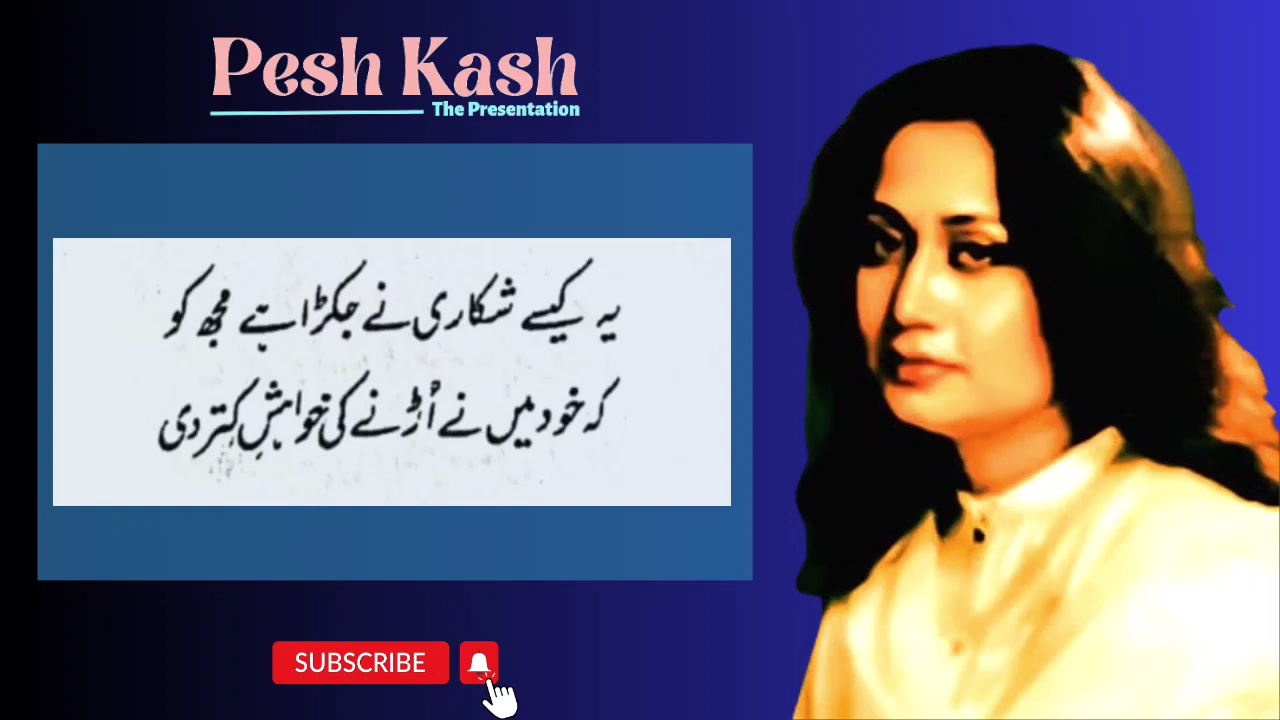 Pesh Kash
The Presentation
یہ کیسے شکاری نے جکڑا ہے مجھ کو
کہ خود میں نے اُڑنے کی خواہشِ کتر دی
SUBSCRIBE